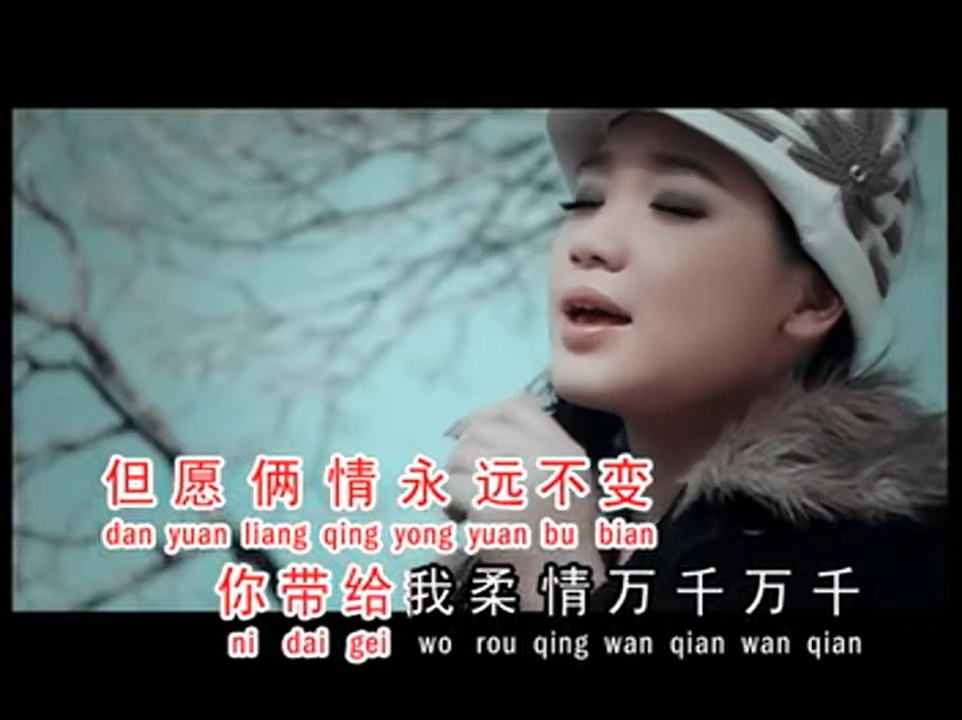 但愿俩情永远不变
dan yuan liang qing yong yuan bu bian
你带给我柔情万千万千
ni dai gei wo rou qing wan qian wan qian